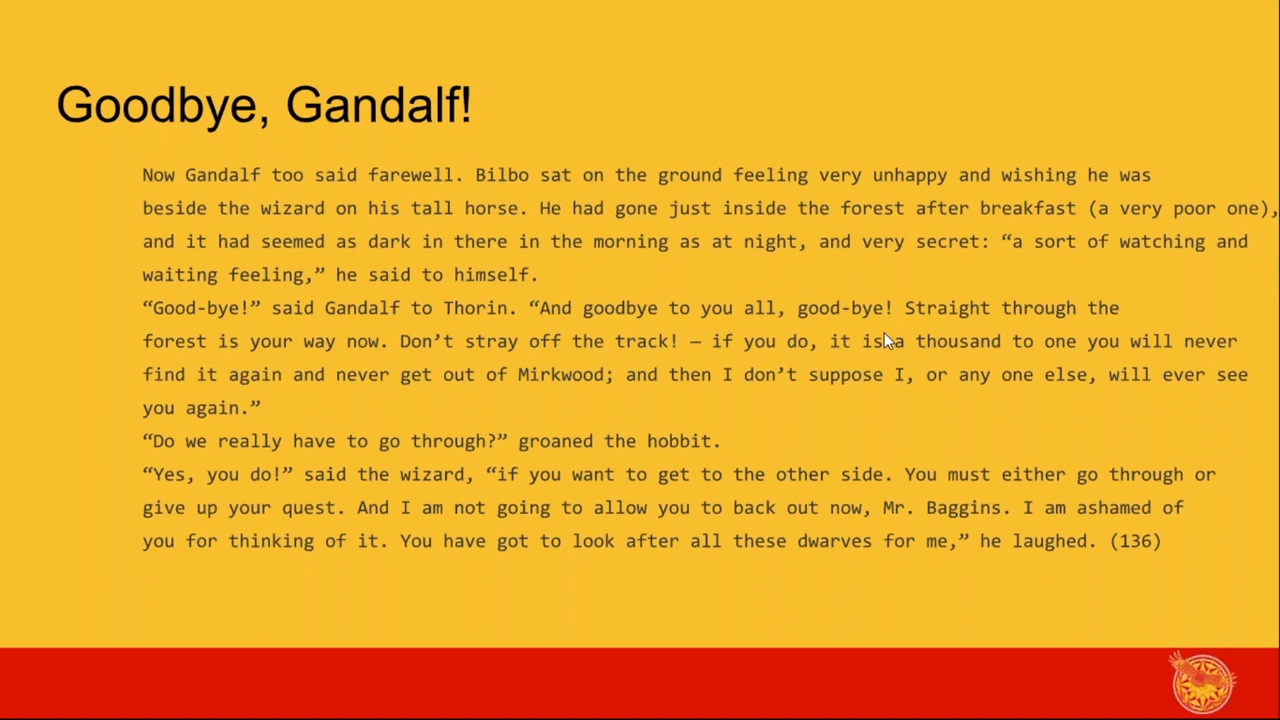 Goodbye, Gandalf!
Now Gandalf too said farewell. Bilbo sat on the ground feeling very unhappy and wishing he was
beside the wizard on his tall horse. He had gone just inside the forest after breakfast (a very poor one),
and it had seemed as dark in there in the morning as at night, and very secret: “a sort of watching and
waiting feeling,” he said to himself.
“Good-bye!” said Gandalf to Thorin. “And goodbye to you all, good-bye! Straight through the
forest is your way now. Don’t stray off the track! — if you do, it is a thousand to one you will never
find it again and never get out of Mirkwood; and then I don’t suppose I, or any one else, will ever see
you again.”
“Do we really have to go through?” groaned the hobbit.
“Yes, you do!” said the wizard, “if you want to get to the other side. You must either go through or
give up your quest. And I am not going to allow you to back out now, Mr. Baggins. I am ashamed of
you for thinking of it. You have got to look after all these dwarves for me,” he laughed. (136)